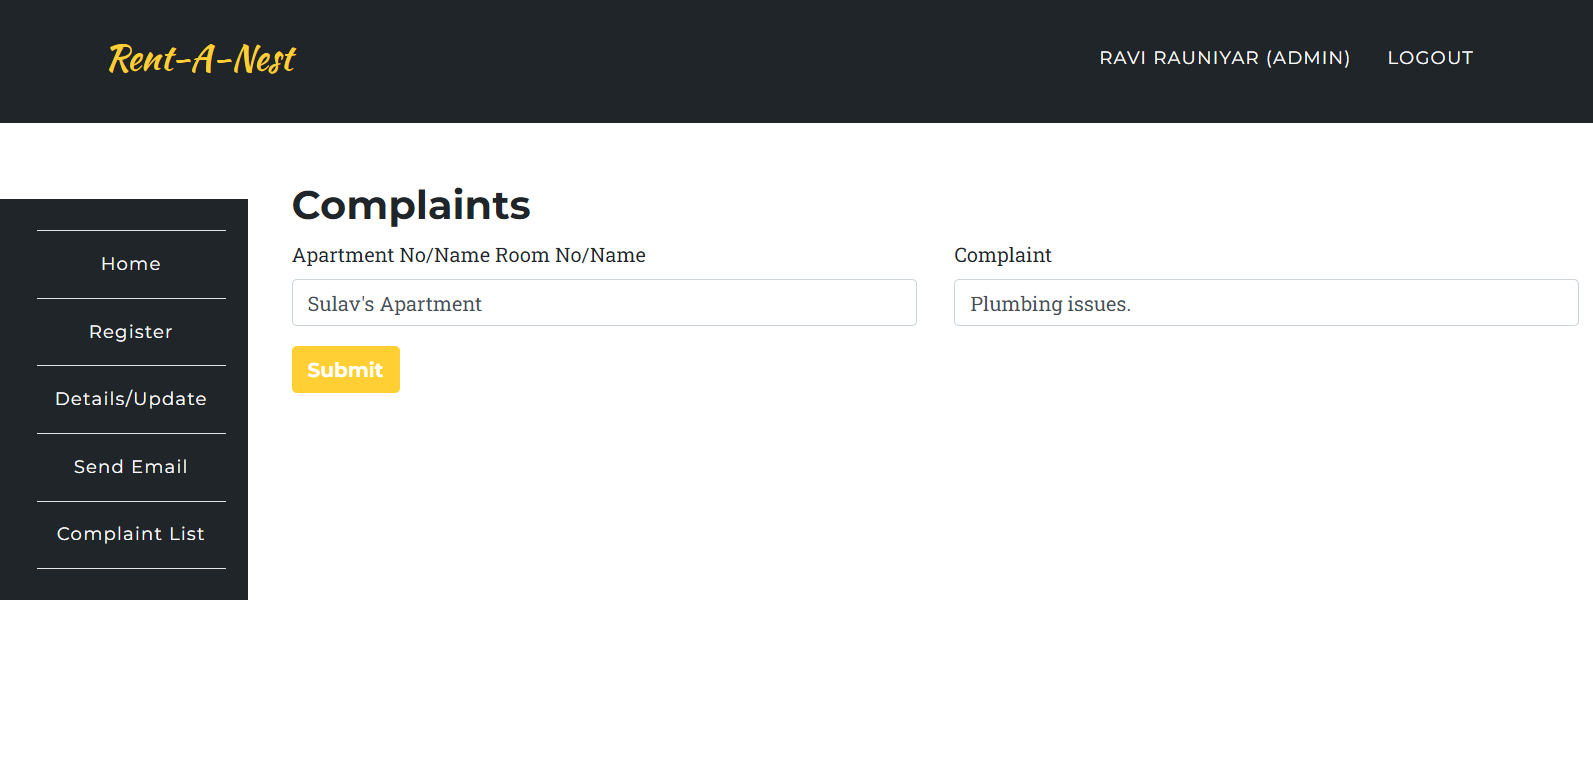 Rent-A-Nest
RAVI RAUNIYAR (ADMIN) LOGOUT
Home
Register
Details/Update
Send Email
Complaint List
Complaints
Apartment No/Name Room No/Name
Sulav's Apartment
Complaint
Plumbing issues.
Submit